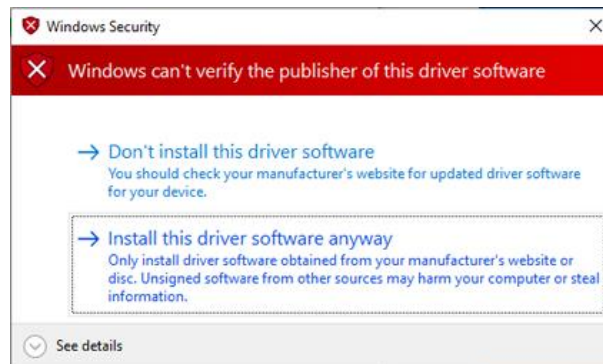 Windows Security
Windows can't verify the publisher of this driver software
Don't install this driver software
You should check your manufacturer's website for updated driver software
for your device.
Install this driver software anyway
Only install driver software obtained from your manufacturer's website or
disc. Unsigned software from other sources may harm your computer or steal
information.
See details